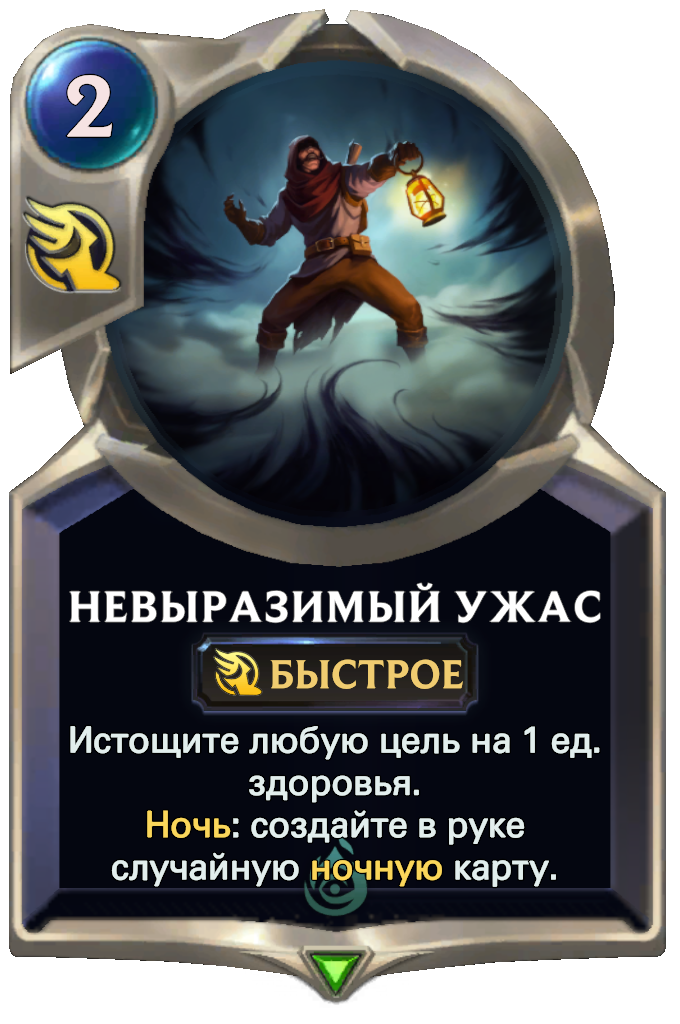 2
НЕВЫРАЗИМЫЙ УЖАС
БЫСТРОЕ
Истощите любую цель на 1 ед.
здоровья.
Ночь: создайте в руке
случайную ночную карту.